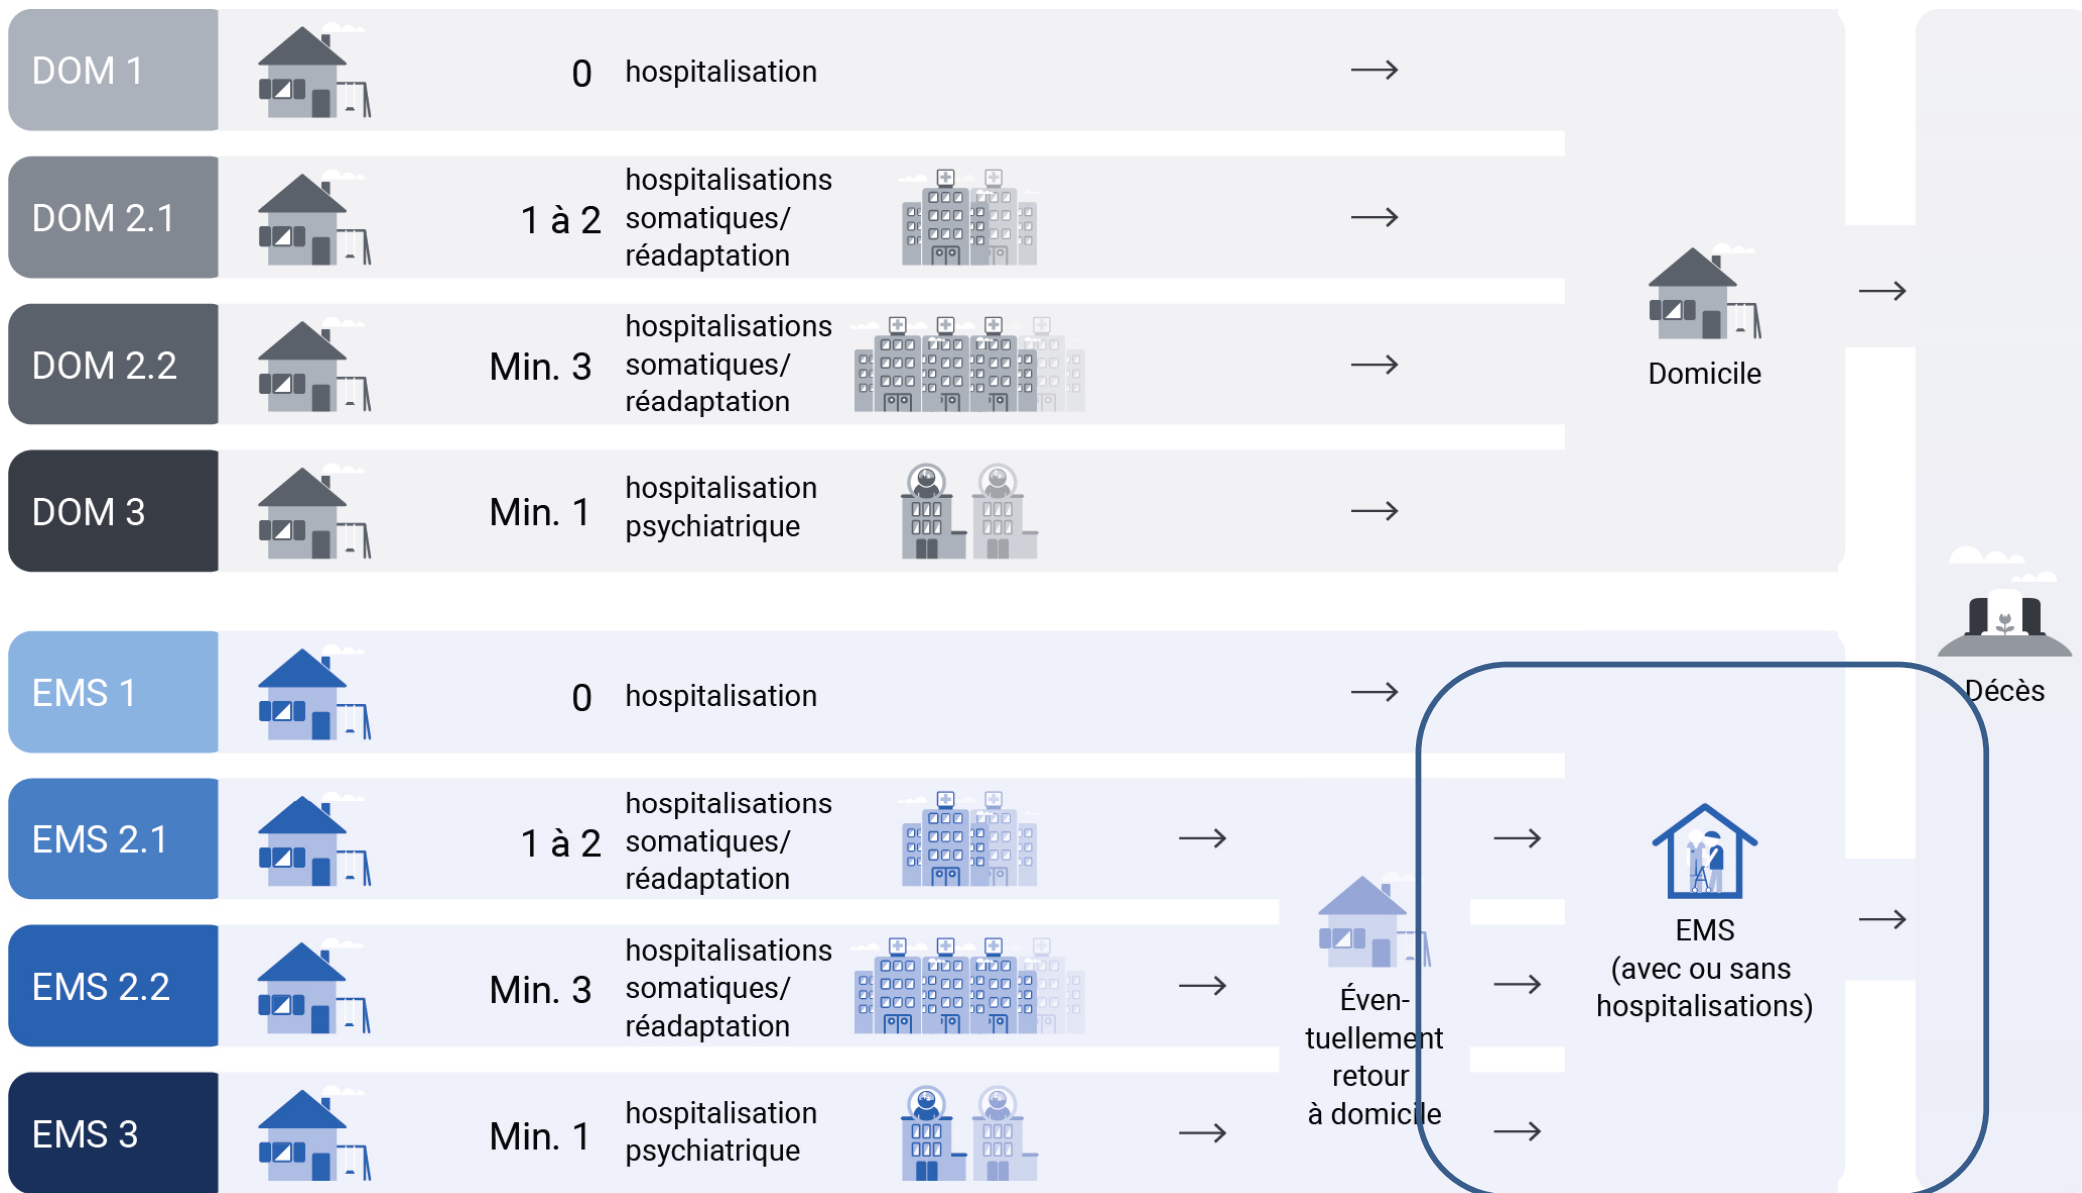 DOM 1
0 hospitalisation
DOM 2.1
1 à 2
hospitalisations
somatiques/
réadaptation
DOM 2.2
Min. 3
hospitalisations
somatiques/
réadaptation
DOM 3
Min. 1
hospitalisation
psychiatrique
Domicile
Décès
EMS 1
0 hospitalisation
EMS 2.1
1 à 2
hospitalisations
somatiques/
réadaptation
EMS 2.2
Min. 3
hospitalisations
somatiques/
réadaptation
EMS 3
Min. 1
hospitalisation
psychiatrique
Éven-
tuellement
retour
à domicile
EMS
(avec ou sans
hospitalisations)